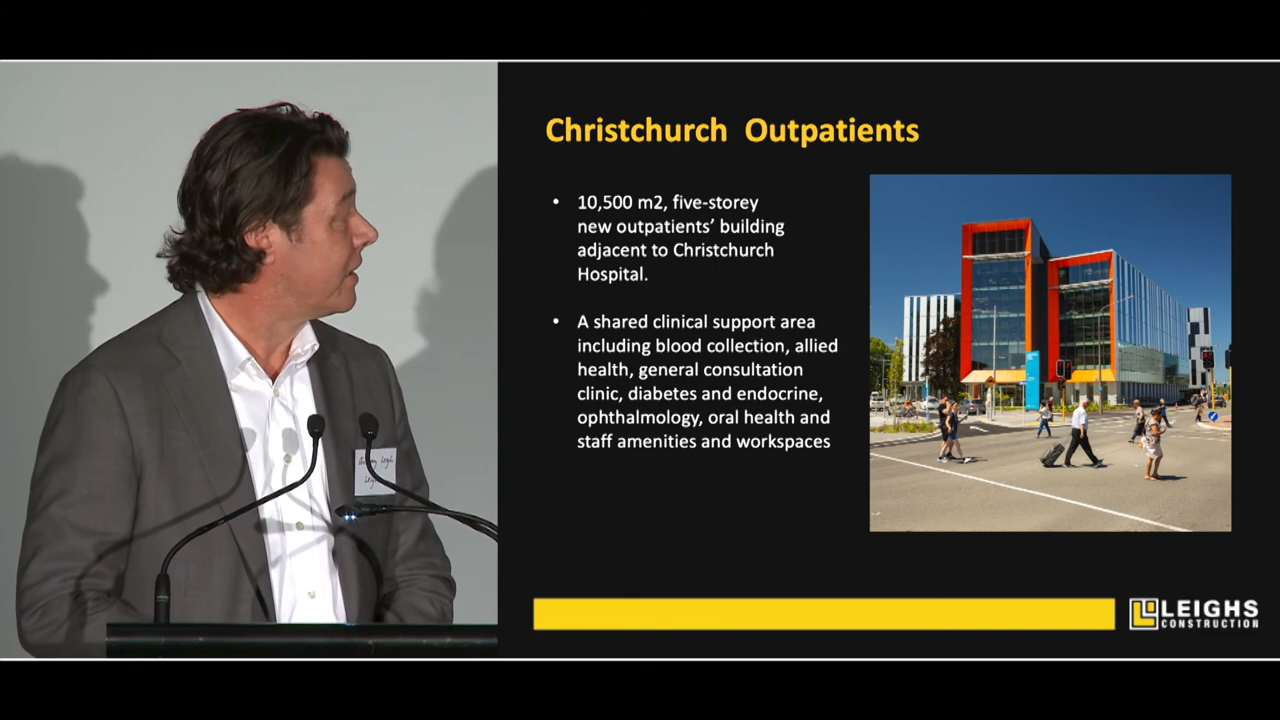 Christchurch Outpatients
• 10,500 m2, five-storey
new outpatients’ building
adjacent to Christchurch
Hospital.
• A shared clinical support area
including blood collection, allied
health, general consultation
clinic, diabetes and endocrine,
ophthalmology, oral health and
staff amenities and workspaces
LEIGHS
CONSTRUCTION